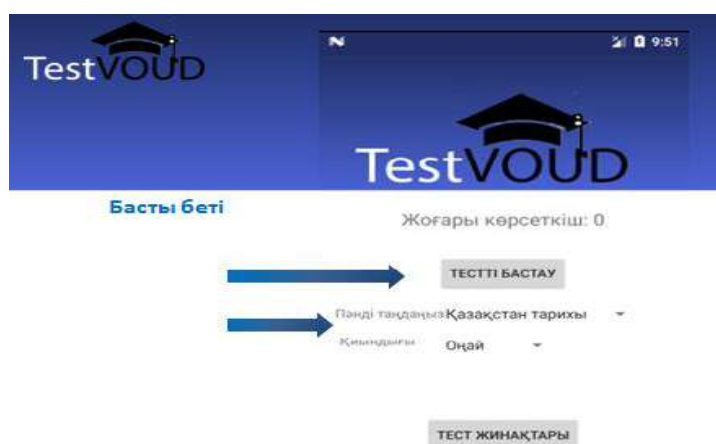 TestVOUD
9:51
TestVOUD
Басты беті
Жоғары көрсеткіш: 0
ТЕСТТІ БАСТАУ
Пәнді таңдаңыз Қазақстан тарихы
Қиындығы Оңай
ТЕСТ ЖИНАҚТАРЫ